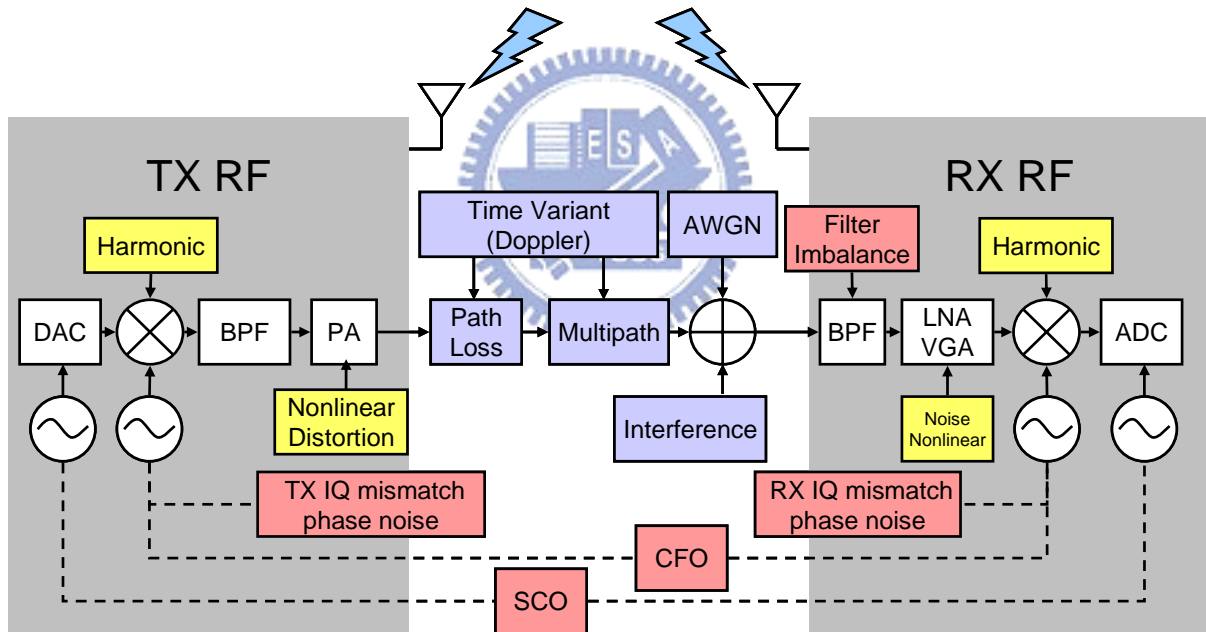 E S A
TX RF
RX RF
Harmonic
Time Variant
(Doppler)
AWGN
Filter
Imbalance
Harmonic
DAC
BPF
PA
Path
Loss
Multipath
BPF
LNA
VGA
ADC
Nonlinear
Distortion
Interference
Noise
Nonlinear
TX IQ mismatch
phase noise
RX IQ mismatch
phase noise
CFO
SCO